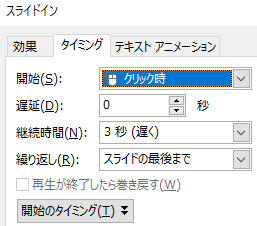 スライドイン
効果 タイミング テキスト アニメーション
開始(S): クリック時
遅延(D): 0 秒
継続時間(N): 3 秒 (遅く)
繰り返し(R): スライドの最後まで
再生が終了したら巻き戻す(W)
開始のタイミング(T)